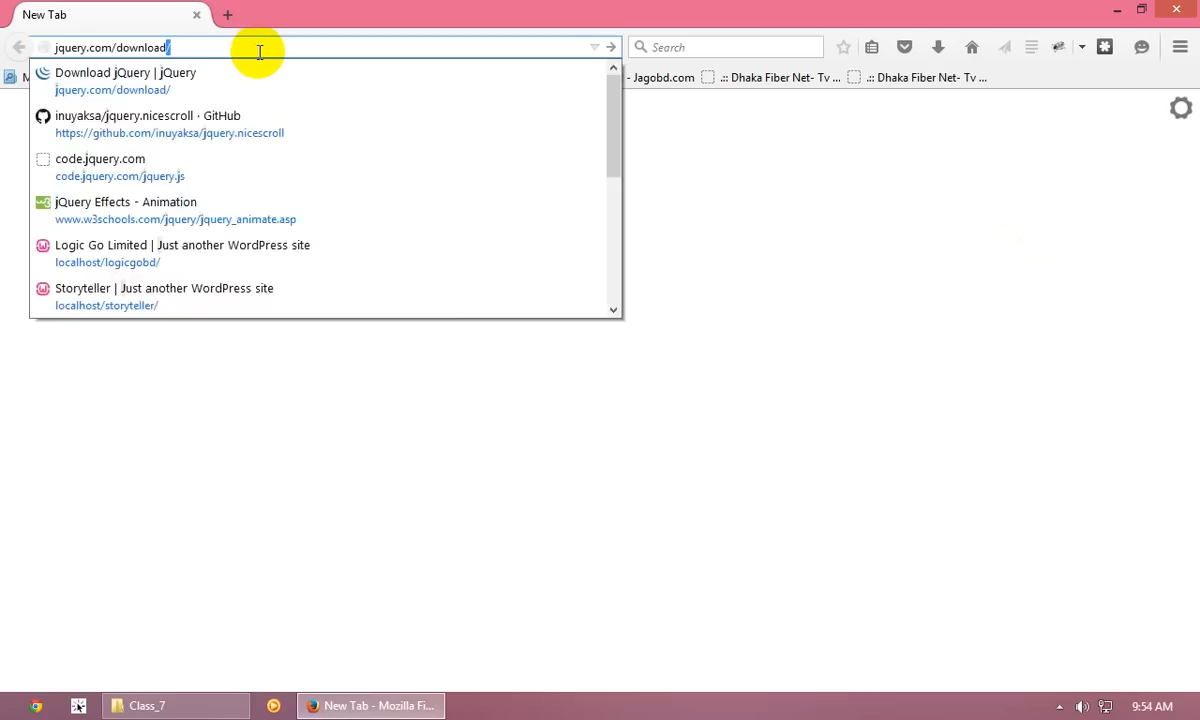 New Tab
jquery.com/download/
Search
M
- Jagobd.com
.:: Dhaka Fiber Net- Tv ...
.:: Dhaka Fiber Net- Tv ...
Download jQuery | jQuery
jquery.com/download/
inuyaksa/jquery.nicescroll · GitHub
https://github.com/inuyaksa/jquery.nicescroll
code.jquery.com
code.jquery.com/jquery.js
jQuery Effects - Animation
www.w3schools.com/jquery/jquery_animate.asp
Logic Go Limited | Just another WordPress site
localhost/logicgobd/
Storyteller | Just another WordPress site
localhost/storyteller/
Class_7
New Tab - Mozilla Fi...
9:54 AM